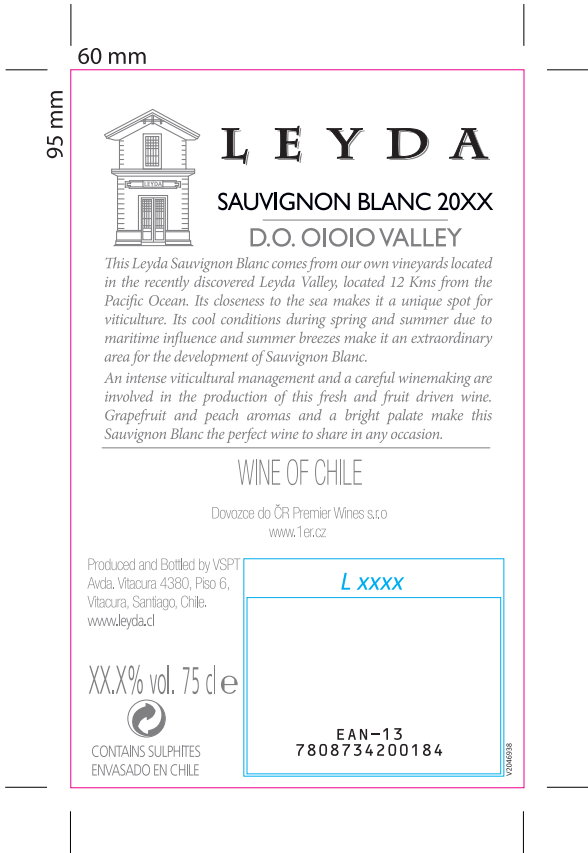 60 mm
95 mm
LEYDA
LEYDA
SAUVIGNON BLANC 20XX
D.O. OIOIO VALLEY
This Leyda Sauvignon Blanc comes from our own vineyards located
in the recently discovered Leyda Valley, located 12 Kms from the
Pacific Ocean. Its closeness to the sea makes it a unique spot for
viticulture. Its cool conditions during spring and summer due to
maritime influence and summer breezes make it an extraordinary
area for the development of Sauvignon Blanc.
An intense viticultural management and a careful winemaking are
involved in the production of this fresh and fruit driven wine.
Grapefruit and peach aromas and a bright palate make this
Sauvignon Blanc the perfect wine to share in any occasion.
WINE OF CHILE
Dovozce do ČR Premier Wines s.r.o
www.1er.cz
Produced and Bottled by VSPT
Avda. Vitacura 4380, Piso 6,
Vitacura, Santiago, Chile.
www.leyda.cl
L xxxx
XX.X% vol. 75 cl e
CONTAINS SULPHITES
ENVASADO EN CHILE
EAN-13
7808734200184
V2046938